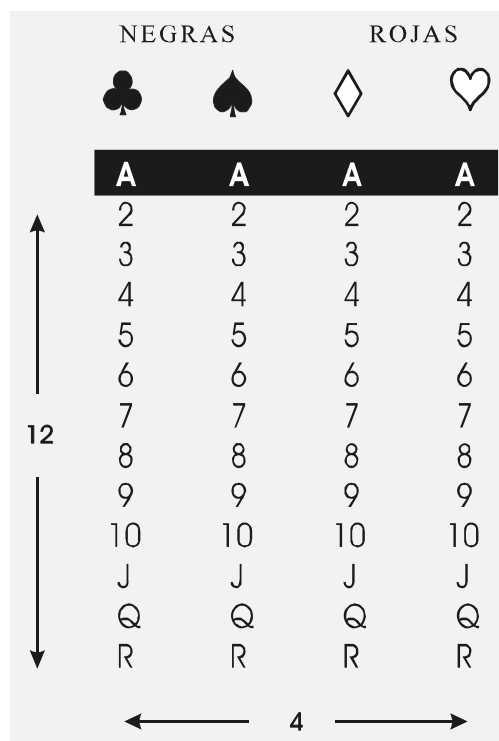 NEGRAS ROJAS
A A A A
2 2 2 2
3 3 3 3
4 4 4 4
5 5 5 5
6 6 6 6
7 7 7 7
12
8 8 8 8
9 9 9 9
10 10 10 10
J J J J
Q Q Q Q
R R R R
4